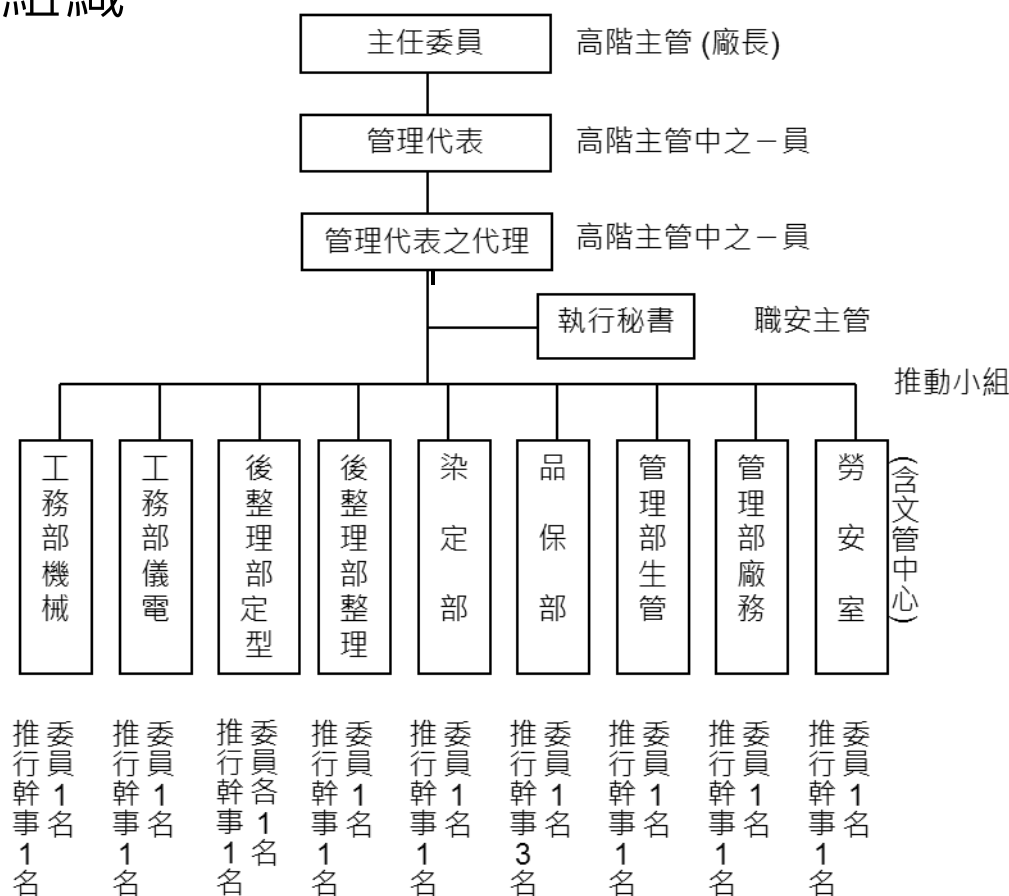 組織
主任委員
高階主管 (廠長)
管理代表
高階主管中之一員
管理代表之代理
高階主管中之一員
執行秘書
職安主管
推動小組
工務部機械
工務部儀電
後整理部定型
後整理部整理
染定部
品保部
管理部生管
管理部廠務
勞安室
(含文管中心)
委員1名
推行幹事1名
委員1名
推行幹事1名
委員各1名
推行幹事1名
委員1名
推行幹事1名
委員1名
推行幹事1名
委員1名
推行幹事3名
委員1名
推行幹事1名
委員1名
推行幹事1名
委員1名
推行幹事1名